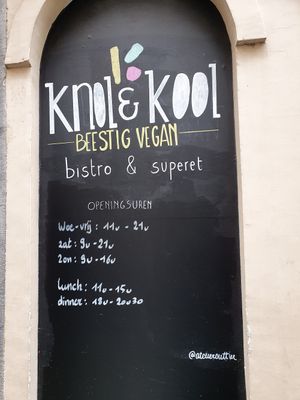 KNOL & KOOL
BEESTIG VEGAN
bistro & superet
OPENINGSUREN
Woe-vrij: 11u - 21u
zat: 9u - 21u
zon: 9u - 16u
lunch: 11u - 15u
dinner: 18u - 20u30